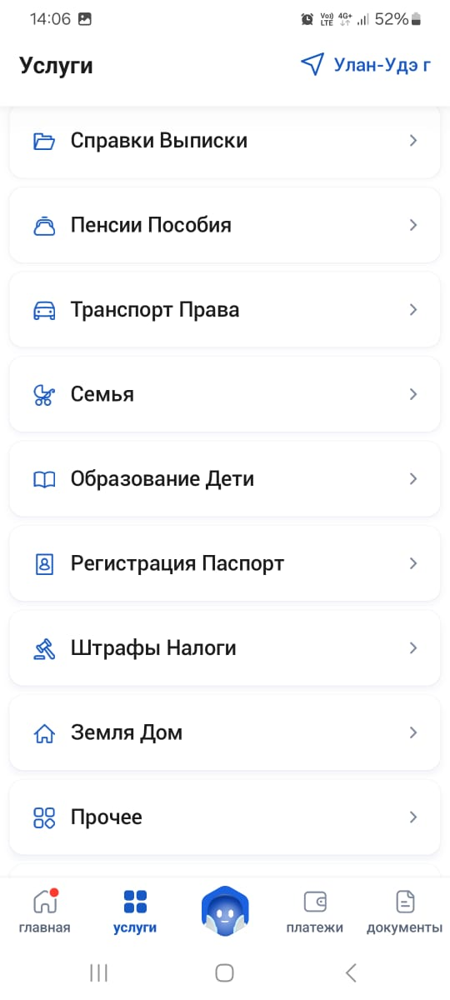 14:06 Vo)) LTE 4G+ 52%
Услуги Улан-Удэ г
Справки Выписки
Пенсии Пособия
Транспорт Права
Семья
Образование Дети
Регистрация Паспорт
Штрафы Налоги
Земля Дом
Прочее
главная услуги платежи документы